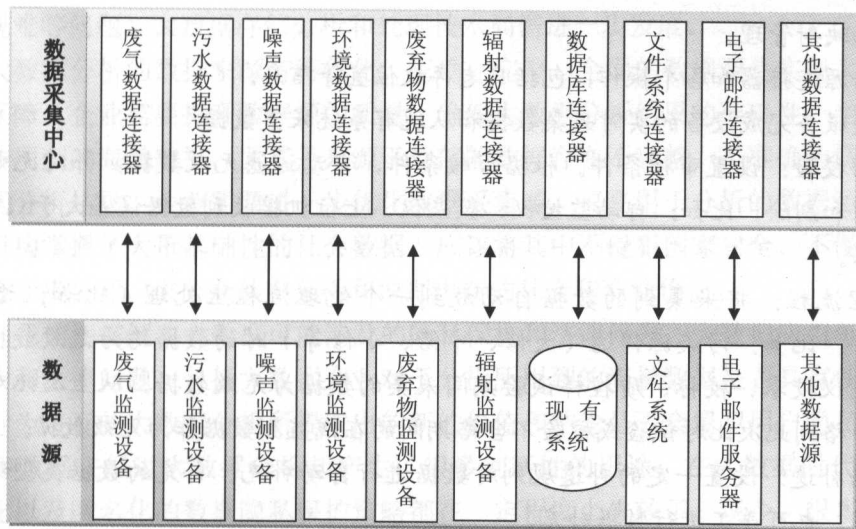 数据采集中心
废气数据连接器
污水数据连接器
噪声数据连接器
环境数据连接器
废弃物数据连接器
辐射数据连接器
数据库连接器
文件系统连接器
电子邮件连接器
其他数据连接器
数据源
废气监测设备
污水监测设备
噪声监测设备
环境监测设备
废弃物监测设备
辐射监测设备
现有
系统
文件系统
电子邮件服务器
其他数据源